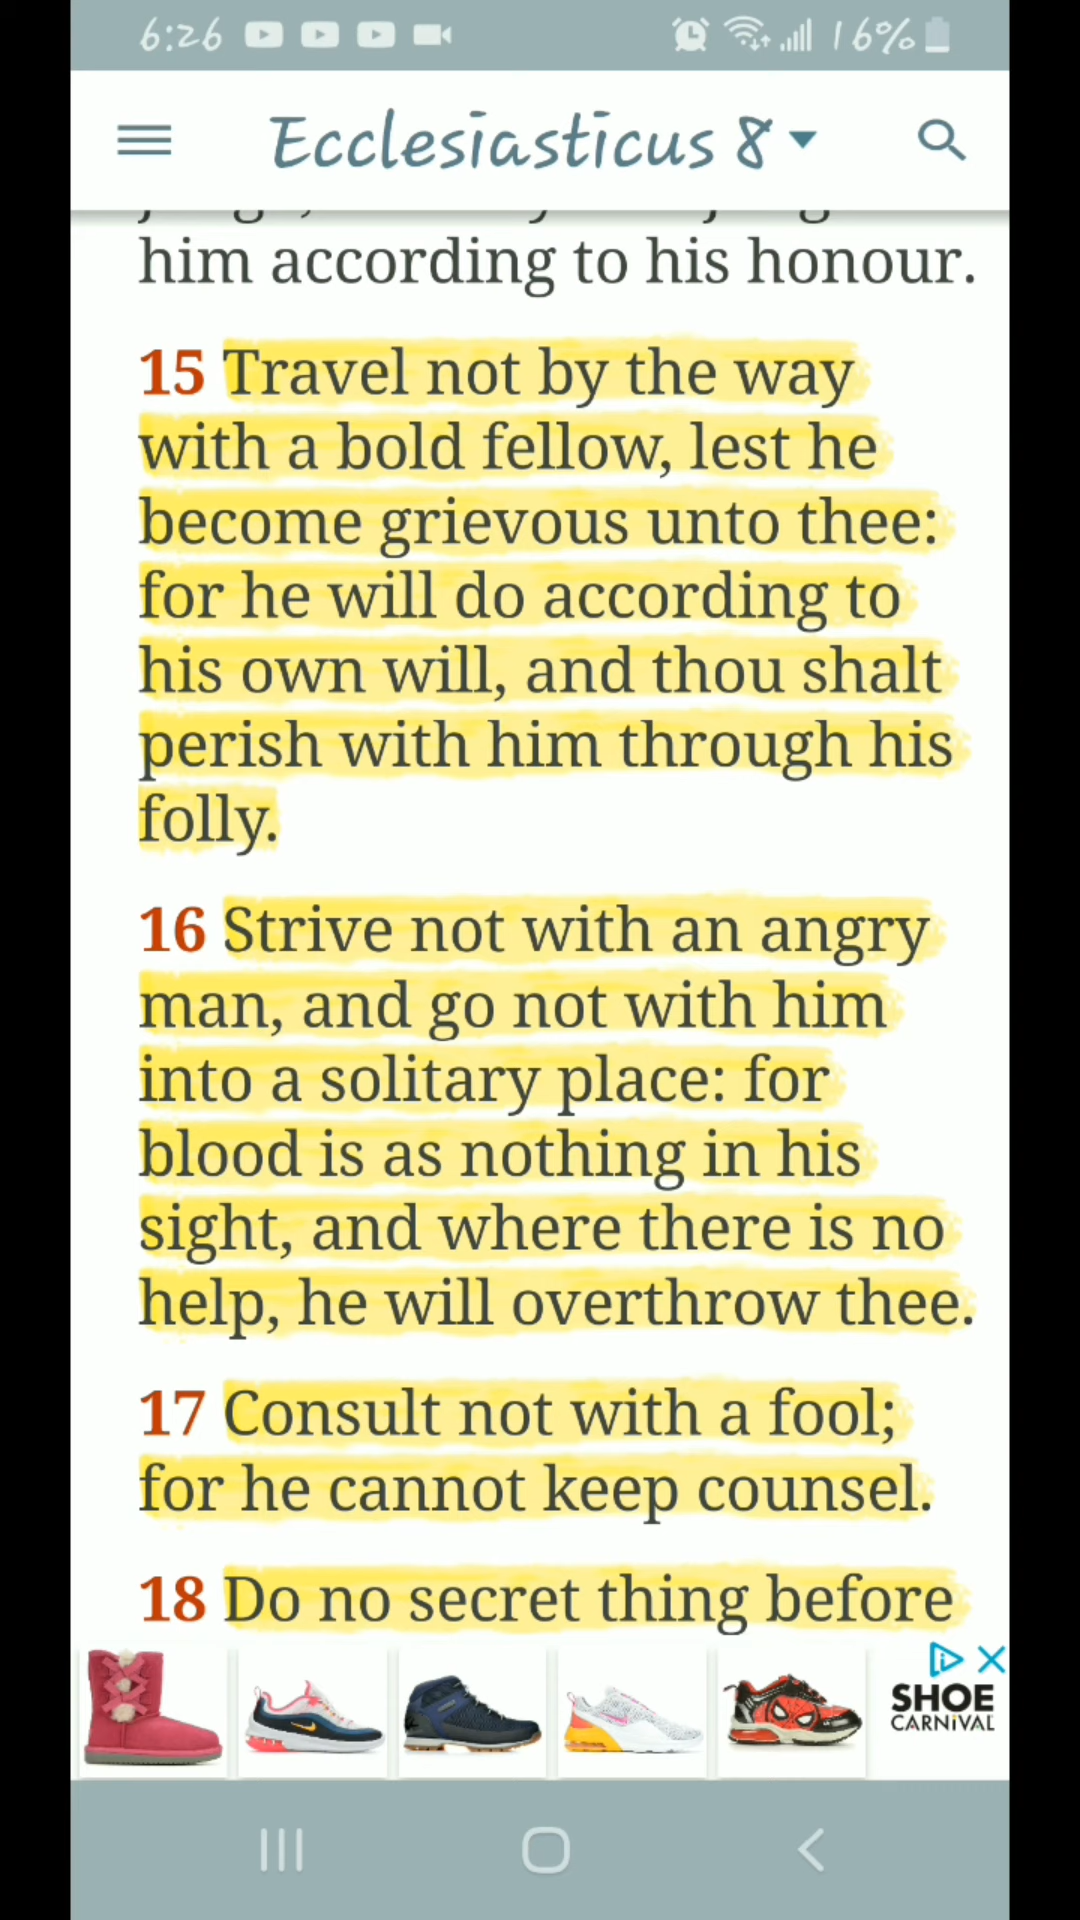 6:26 16%
Ecclesiasticus 8
him according to his honour.
15 Travel not by the way
with a bold fellow, lest he
become grievous unto thee:
for he will do according to
his own will, and thou shalt
perish with him through his
folly.
16 Strive not with an angry
man, and go not with him
into a solitary place: for
blood is as nothing in his
sight, and where there is no
help, he will overthrow thee.
17 Consult not with a fool;
for he cannot keep counsel.
18 Do no secret thing before
SHOE
CARNiVAL